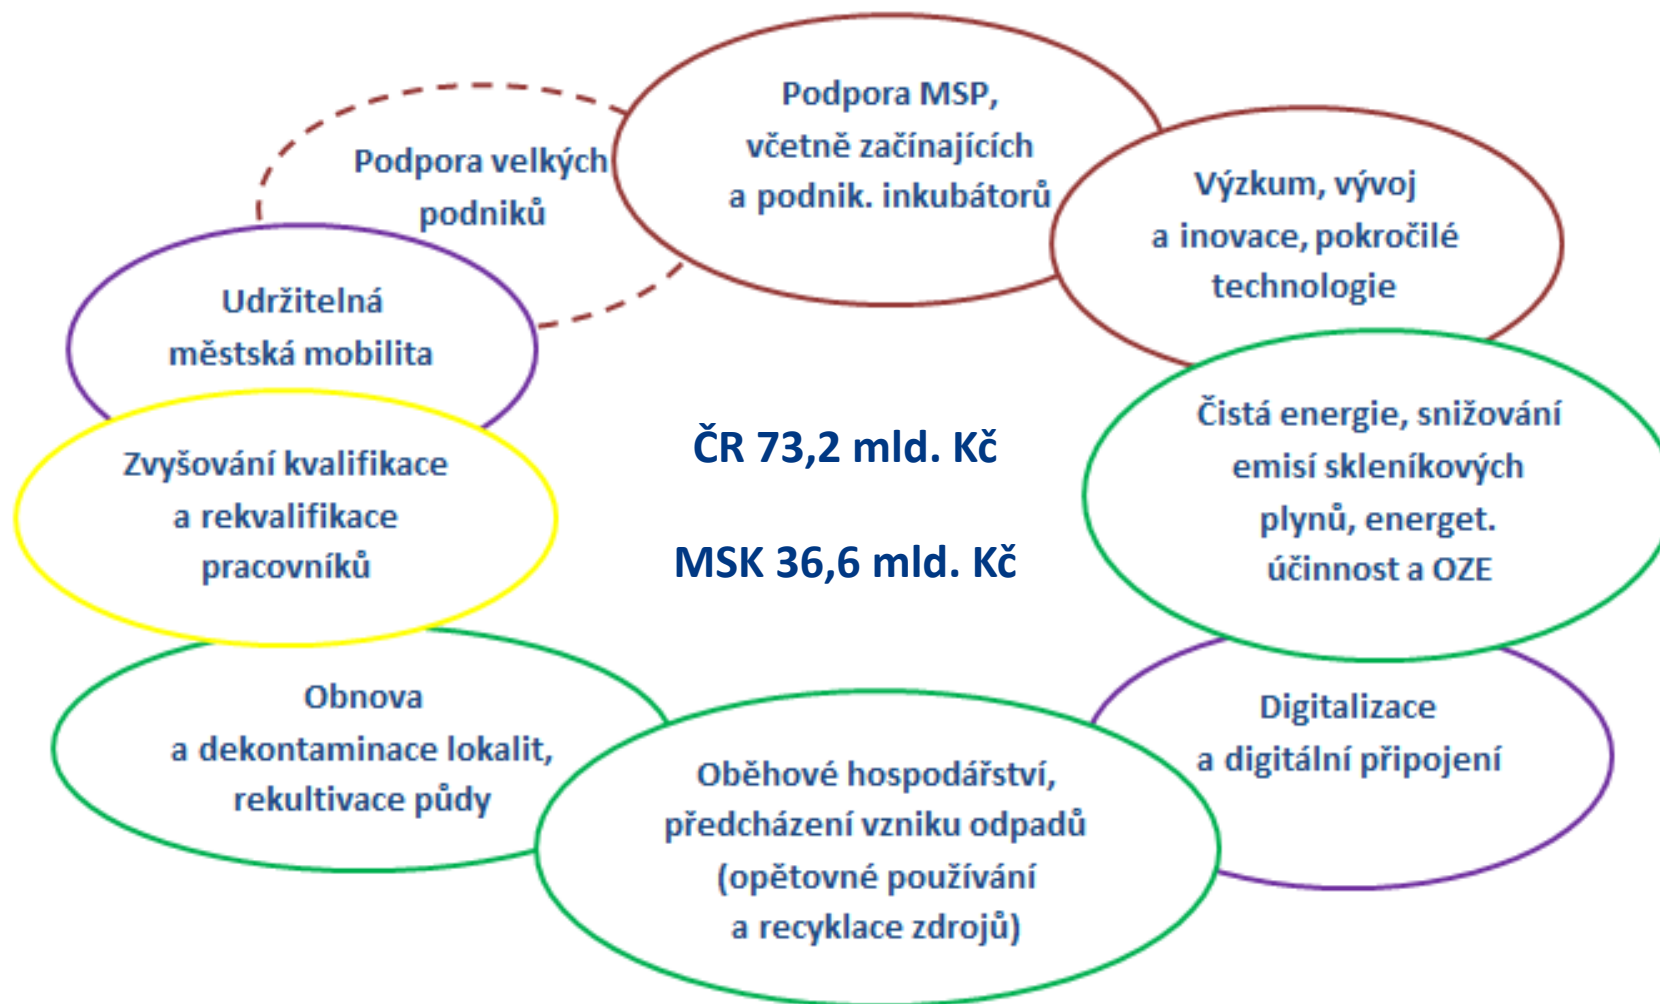 Podpora MSP,
včetně začínajících
a podnik. inkubátorů
Podpora velkých
podniků
Výzkum, vývoj
a inovace, pokročilé
technologie
Udržitelná
městská mobilita
Čistá energie, snižování
emisí skleníkových
plynů, energet.
účinnost a OZE
ČR 73,2 mld. Kč
MSK 36,6 mld. Kč
Zvyšování kvalifikace
a rekvalifikace
pracovníků
Digitalizace
a digitální připojení
Obnova
a dekontaminace lokalit,
rekultivace půdy
Oběhové hospodářství,
předcházení vzniku odpadů
(opětovné používání
a recyklace zdrojů)